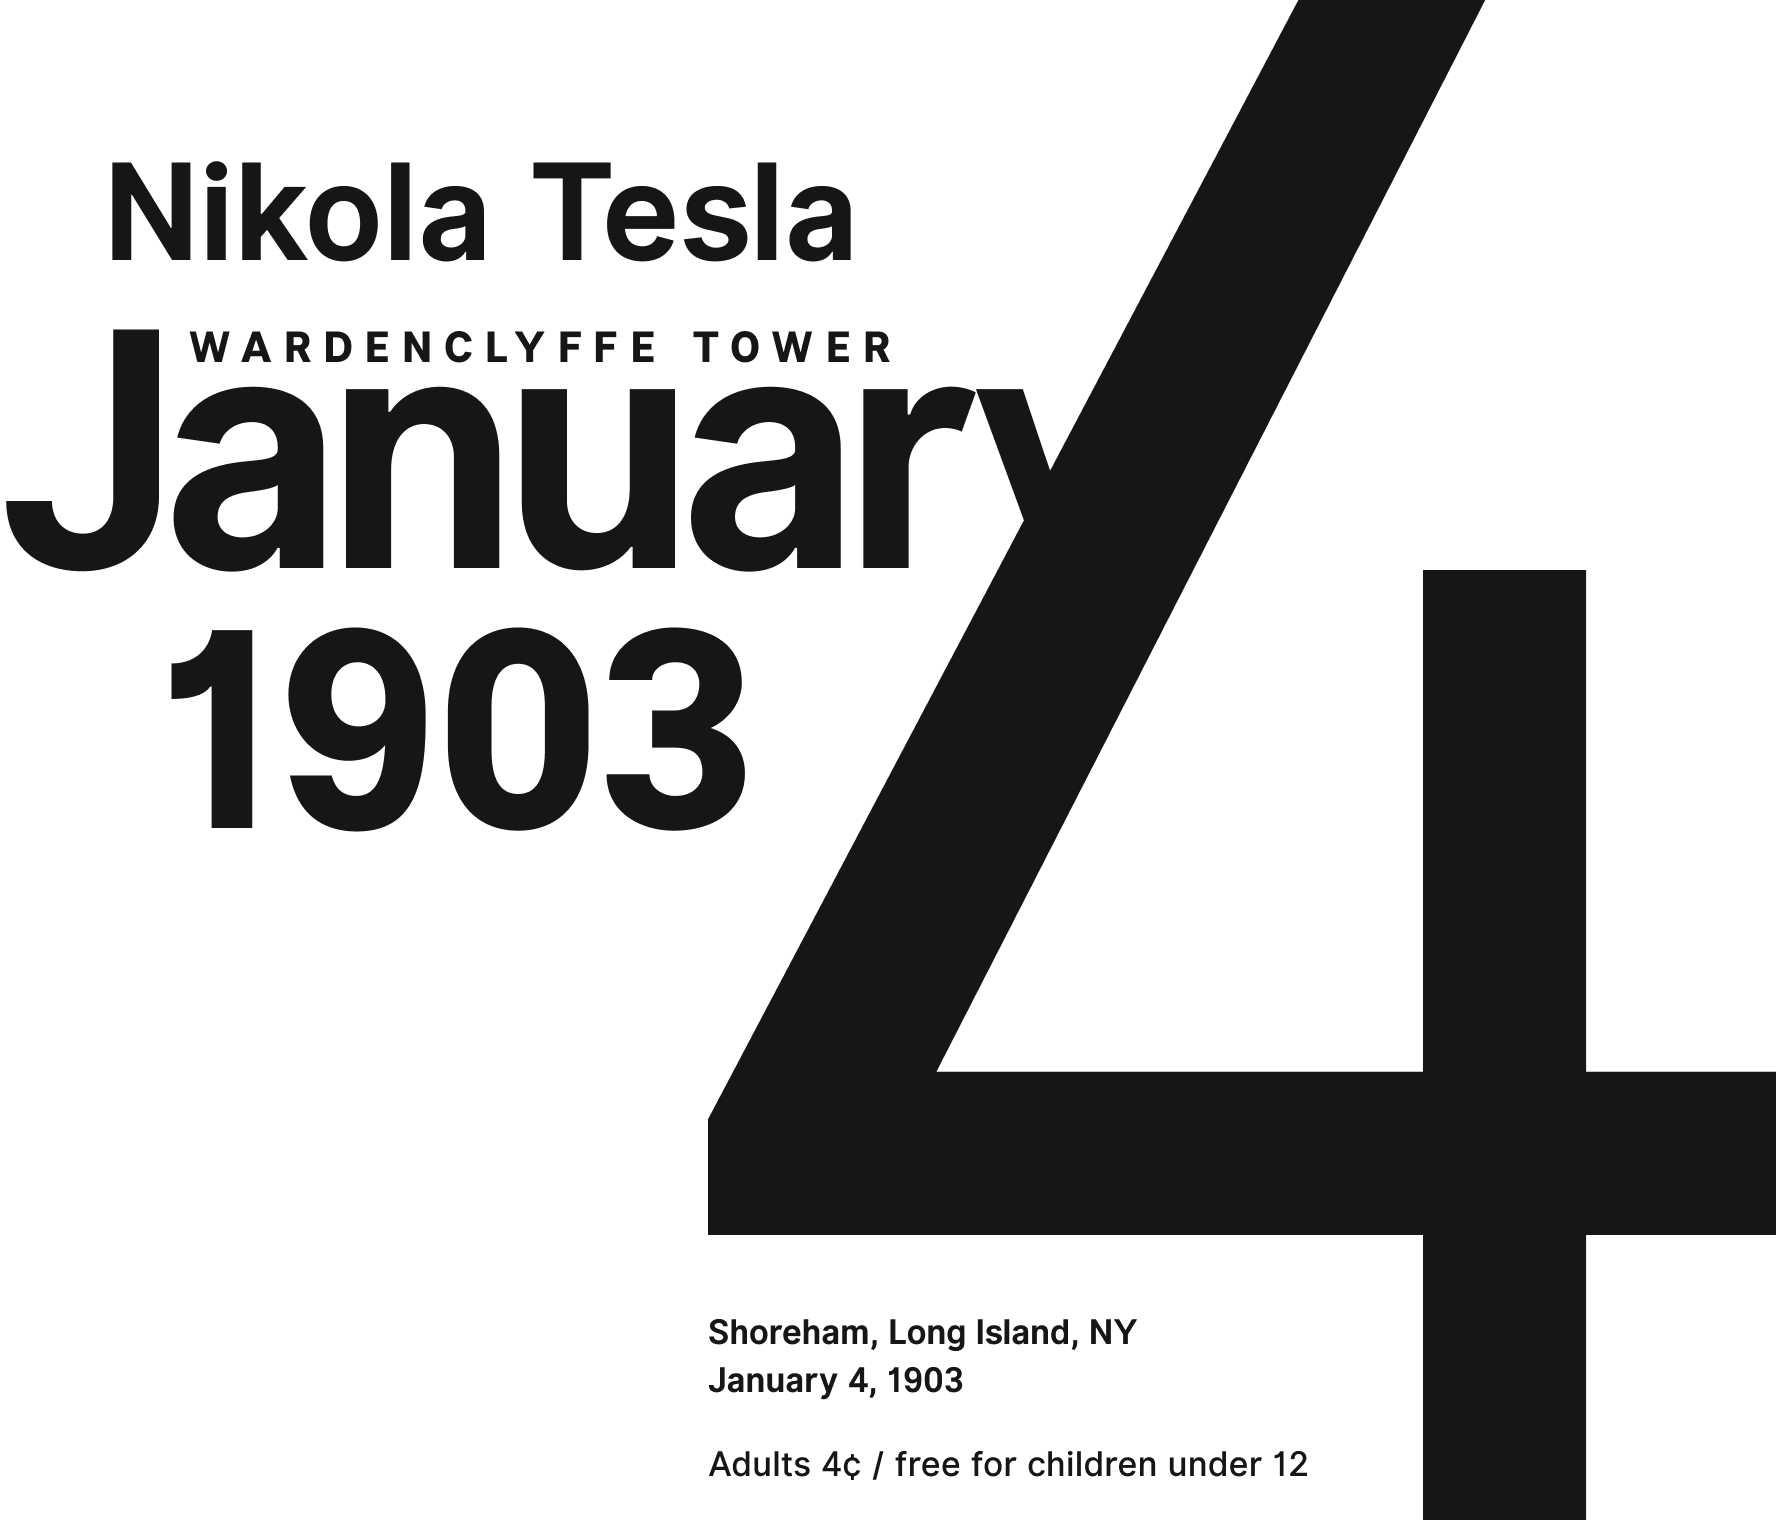 Nikola Tesla
WARDENCLYFFE TOWER
January
4
1903
Shoreham, Long Island, NY
January 4, 1903
Adults 4¢ / free for children under 12